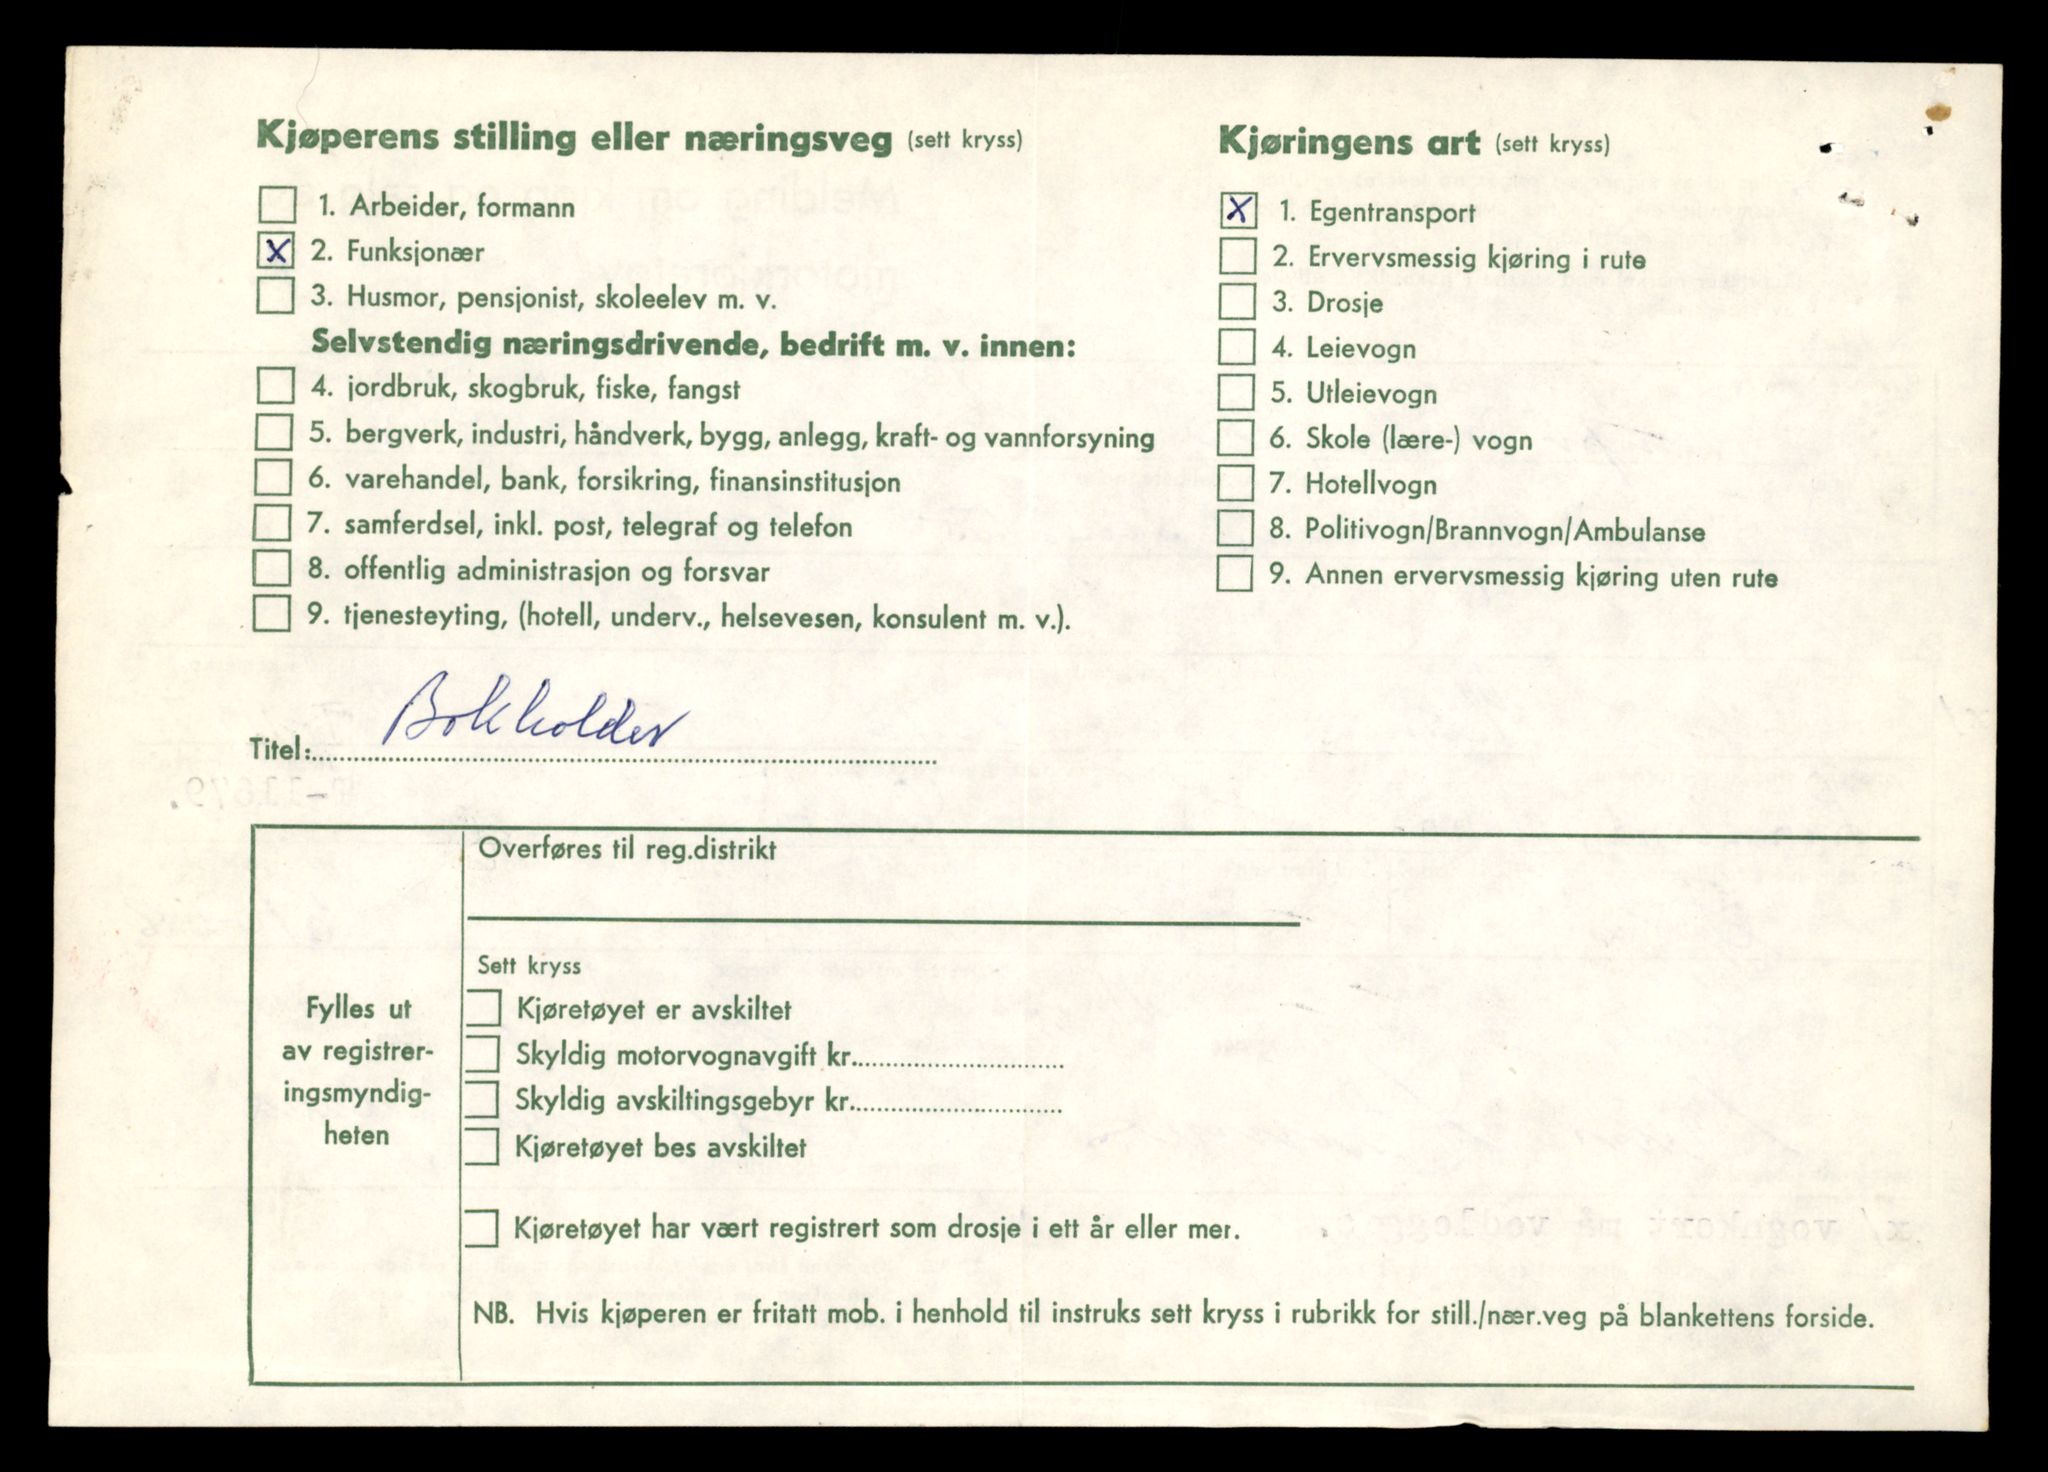 Kjøperens stilling eller næringsveg (sett kryss)
1. Arbeider, formann
X 2. Funksjonær
3. Husmor, pensjonist, skoleelev m. v.
Selvstendig næringsdrivende, bedrift m. v. innen:
4. jordbruk, skogbruk, fiske, fangst
5. bergverk, industri, håndverk, bygg, anlegg, kraft- og vannforsyning
6. varehandel, bank, forsikring, finansinstitusjon
7. samferdsel, inkl. post, telegraf og telefon
8. offentlig administrasjon og forsvar
9. tjenesteyting, (hotell, underv., helsevesen, konsulent m. v.).
Kjøringens art (sett kryss)
X 1. Egentransport
2. Ervervsmessig kjøring i rute
3. Drosje
4. Leievogn
5. Utleievogn
6. Skole (lære-) vogn
7. Hotellvogn
8. Politivogn/Brannvogn/Ambulanse
9. Annen ervervsmessig kjøring uten rute
Titel: Bokholder
Fylles ut
av registrer-
ingsmyndig-
heten
Overføres til reg.distrikt
Sett kryss
Kjøretøyet er avskiltet
Skyldig motorvognavgift kr.
Skyldig avskiltingsgebyr kr.
Kjøretøyet bes avskiltet
Kjøretøyet har vært registrert som drosje i ett år eller mer.
NB. Hvis kjøperen er fritatt mob. i henhold til instruks sett kryss i rubrikk for still./nær.veg på blankettens forside.